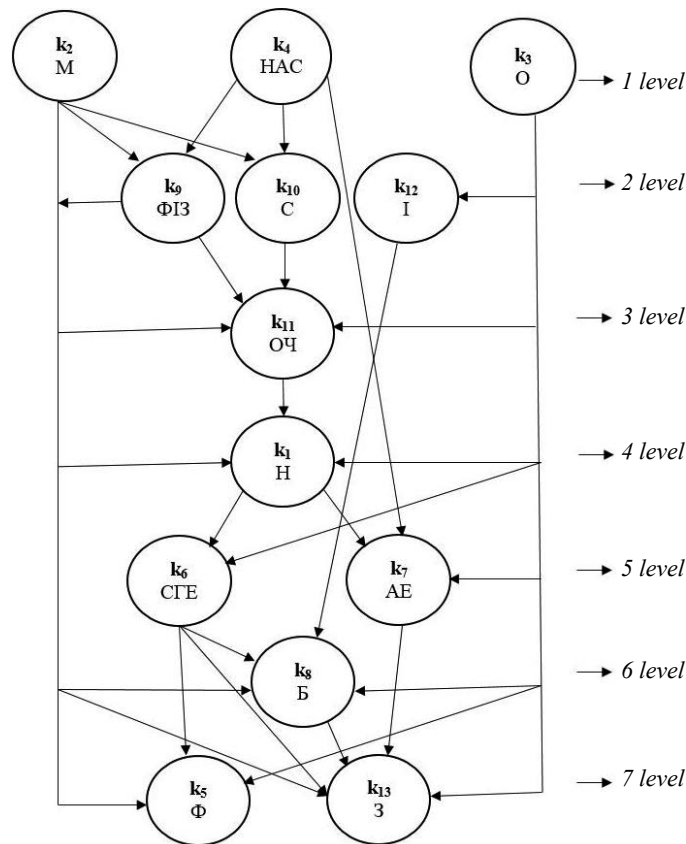 k2
М
k4
НАС
k3
О
1 level
k9
ФІЗ
k10
С
k12
І
2 level
k11
ОЧ
3 level
k1
Н
4 level
k6
СГЕ
k7
АЕ
5 level
k8
Б
6 level
k5
Ф
k13
З
7 level